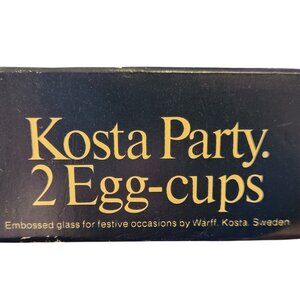 Kosta Party.
2 Egg-cups
Embossed glass for festive occasions by Warff. Kosta. Sweden